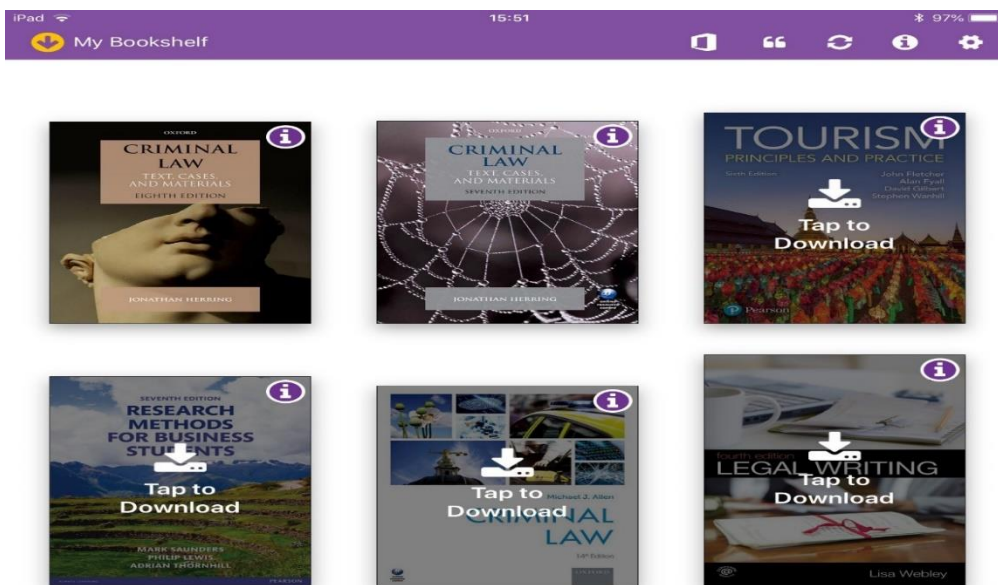 iPad 15:51 97%
My Bookshelf
OXFORD
CRIMINAL
LAW
TEXT, CASES,
AND MATERIALS
EIGHTH EDITION
JONATHAN HERRING
OXFORD
CRIMINAL
LAW
TEXT, CASES,
AND MATERIALS
SEVENTH EDITION
JONATHAN HERRING
TOURISM
PRINCIPLES AND PRACTICE
Sixth Edition
John Fletcher
Alan Fyall
David Gilbert
Stephen Wanhill
Tap to
Download
Pearson
SEVENTH EDITION
RESEARCH
METHODS
FOR BUSINESS
STUDENTS
Tap to
Download
MARK SAUNDERS
PHILIP LEWIS
ADRIAN THORNHILL
PEARSON
Tap to
Download
Michael J. Allen
CRIMINAL
LAW
14th Edition
OXFORD
fourth edition
LEGAL WRITING
Tap to
Download
Lisa Webley